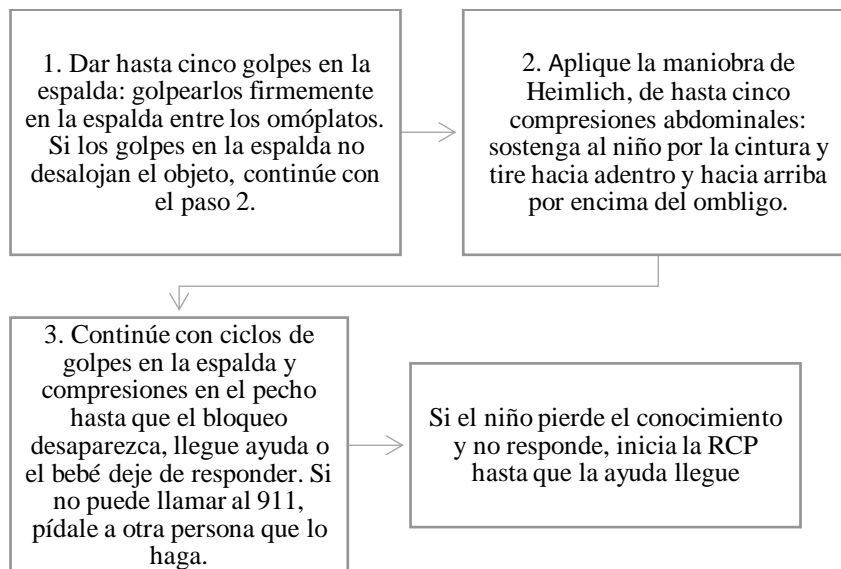 1. Dar hasta cinco golpes en la
espalda: golpearlos firmemente
en la espalda entre los omóplatos.
Si los golpes en la espalda no
desalojan el objeto, continúe con
el paso 2.
2. Aplique la maniobra de
Heimlich, de hasta cinco
compresiones abdominales:
sostenga al niño por la cintura y
tire hacia adentro y hacia arriba
por encima del ombligo.
3. Continúe con ciclos de
golpes en la espalda y
compresiones en el pecho
hasta que el bloqueo
desaparezca, llegue ayuda o
el bebé deje de responder. Si
no puede llamar al 911,
pídale a otra persona que lo
haga.
Si el niño pierde el conocimiento
y no responde, inicia la RCP
hasta que la ayuda llegue